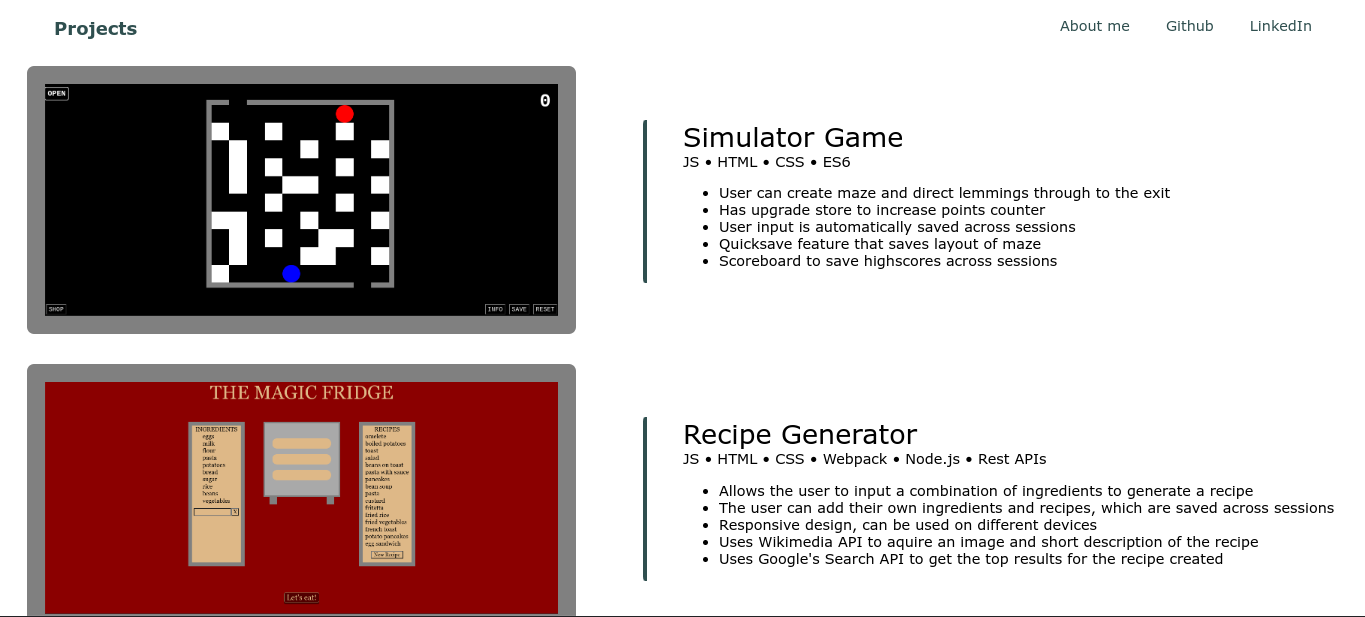 Projects
About me Github LinkedIn
OPEN
0
SHOP
INFO SAVE RESET
Simulator Game
JS • HTML • CSS • ES6
• User can create maze and direct lemmings through to the exit
• Has upgrade store to increase points counter
• User input is automatically saved across sessions
• Quicksave feature that saves layout of maze
• Scoreboard to save highscores across sessions
THE MAGIC FRIDGE
INGREDIENTS
eggs
milk
flour
pasta
potatoes
bread
sugar
rice
beans
vegetables
RECIPES
omelete
boiled potatoes
toast
salad
beans on toast
pasta with sauce
pancakes
bean soup
pasta
custard
fritatta
fried rice
fried vegetables
french toast
potato pancakes
egg sandwich
New Recipe
Let's eat!
Recipe Generator
JS • HTML • CSS • Webpack • Node.js • Rest APIs
• Allows the user to input a combination of ingredients to generate a recipe
• The user can add their own ingredients and recipes, which are saved across sessions
• Responsive design, can be used on different devices
• Uses Wikimedia API to aquire an image and short description of the recipe
• Uses Google's Search API to get the top results for the recipe created